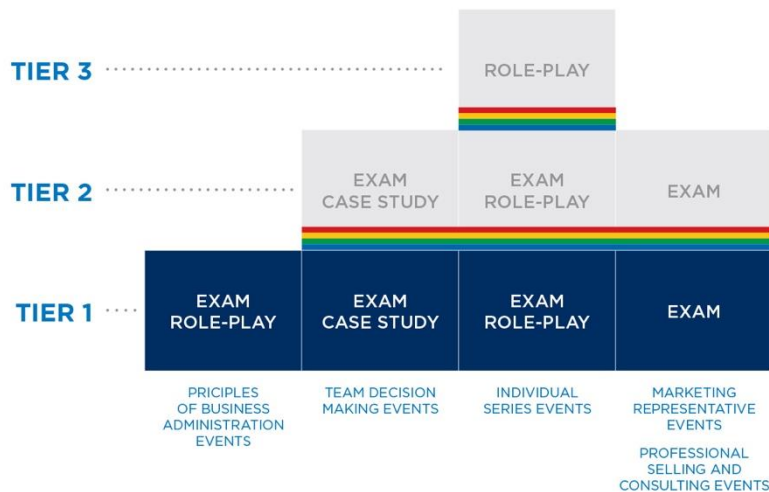 TIER 3
ROLE-PLAY
TIER 2
EXAM
CASE STUDY
EXAM
ROLE-PLAY
EXAM
TIER 1
EXAM
ROLE-PLAY
EXAM
CASE STUDY
EXAM
ROLE-PLAY
EXAM
PRICIPLES
OF BUSINESS
ADMINISTRATION
EVENTS
TEAM DECISION
MAKING EVENTS
INDIVIDUAL
SERIES EVENTS
MARKETING
REPRESENTATIVE
EVENTS
PROFESSIONAL
SELLING AND
CONSULTING EVENTS